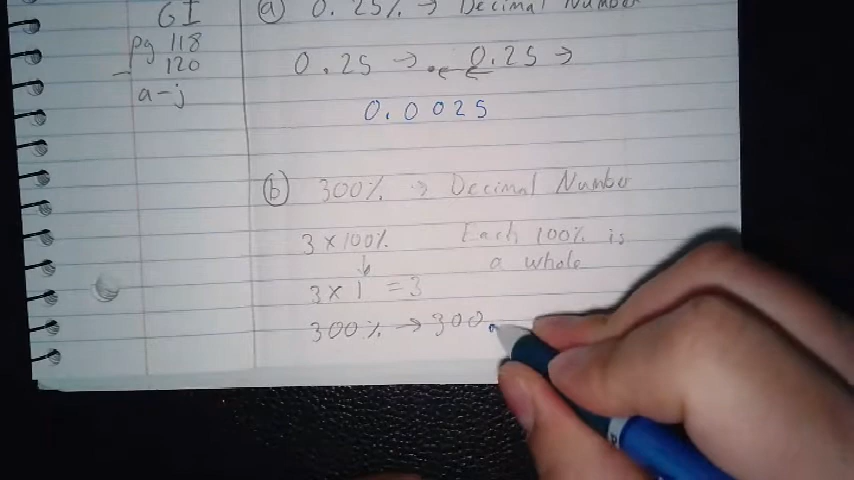 GI
pg 118
120
a-j
(a) 0.25% → Decimal Number
0.25 → . 0.25 →
0.0025
(b) 300% → Decimal Number
3 × 100% Each 100% is
↓ a whole
3 × 1 = 3
300% → 300.